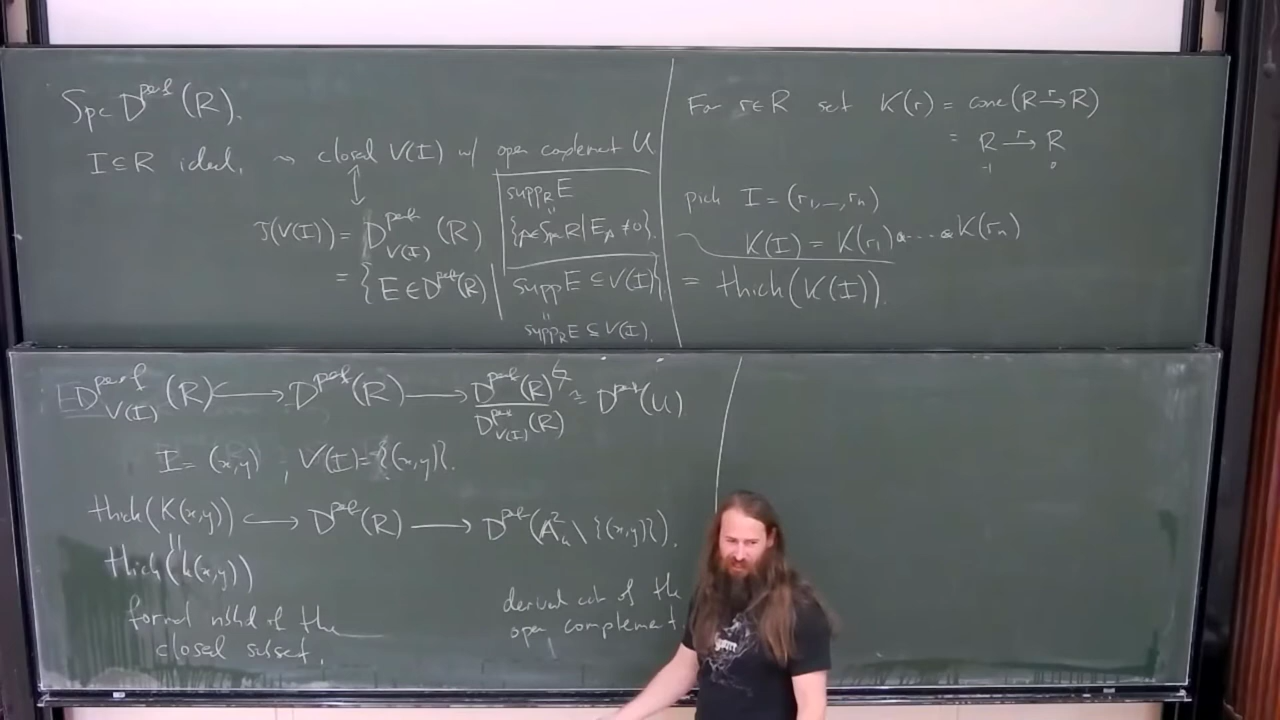 Spc D^perf(R).
I ⊆ R ideal, ⇝ closed V(I) w/ open complement U
supp_R E
"
{p ∈ Spc R | E_p ≠ 0}.
J(V(I)) = D^perf_V(I)(R)
= {E ∈ D^perf(R) | supp E ⊆ V(I)} = thick(K(I)).
"
supp_R E ⊆ V(I).
For r ∈ R set K(r) = cone(R →^r R)
= R →^r R
-1 0
pick I = (r_1, ..., r_n)
K(I) = K(r_1) ⊗ ... ⊗ K(r_n)
D^perf_V(I)(R) ↪ D^perf(R) → D^perf(R)/D^perf_V(I)(R) ^♮ ≅ D^perf(U)
I = (x,y), V(I) = {(x,y)}.
thick(K(x,y)) ↪ D^perf(R) → D^perf(A^2_k \ {(x,y)}).
"
thick(k(x,y))
formal nbhd of the
closed subset.
derived cat of the
open complement